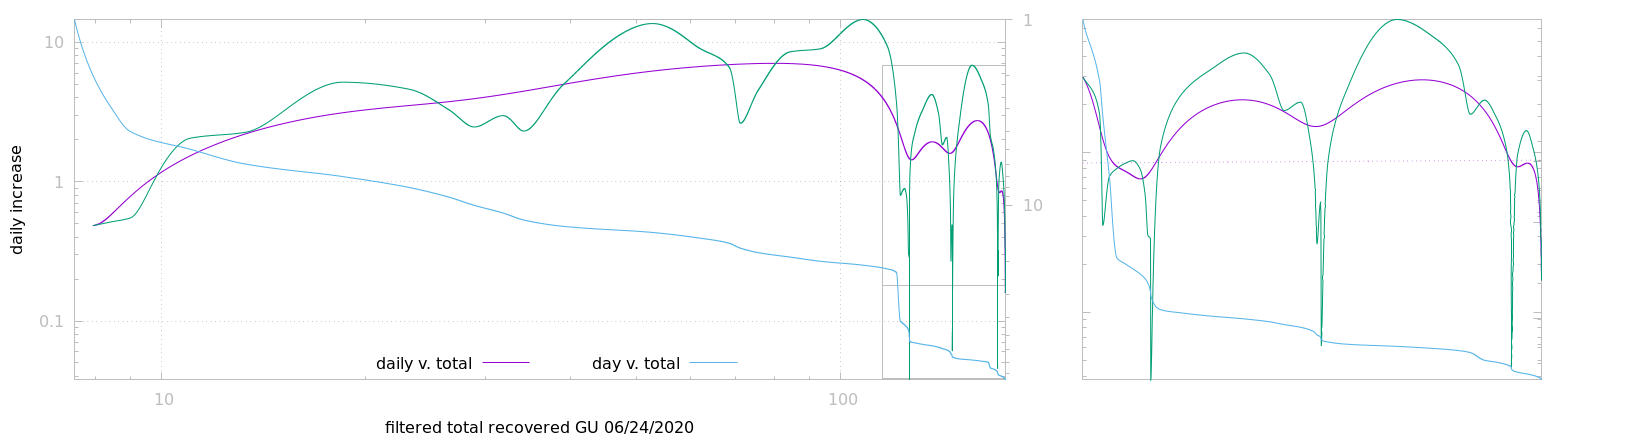 10
1
0.1
daily increase
daily v. total
day v. total
10
100
filtered total recovered GU 06/24/2020
1
10